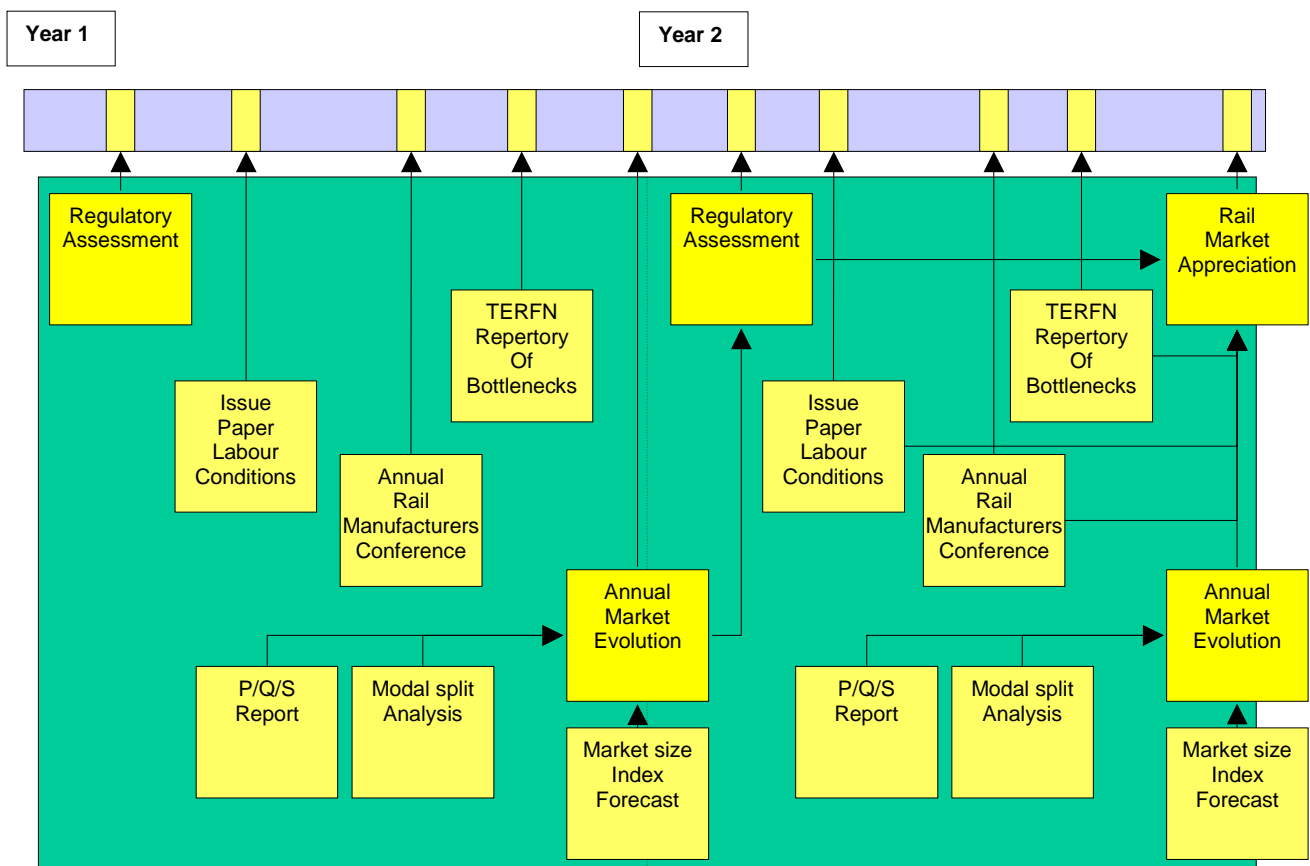 Year 1
Year 2
Regulatory
Assessment
Regulatory
Assessment
Rail
Market
Appreciation
TERFN
Repertory
Of
Bottlenecks
TERFN
Repertory
Of
Bottlenecks
Issue
Paper
Labour
Conditions
Issue
Paper
Labour
Conditions
Annual
Rail
Manufacturers
Conference
Annual
Rail
Manufacturers
Conference
Annual
Market
Evolution
Annual
Market
Evolution
P/Q/S
Report
Modal split
Analysis
P/Q/S
Report
Modal split
Analysis
Market size
Index
Forecast
Market size
Index
Forecast